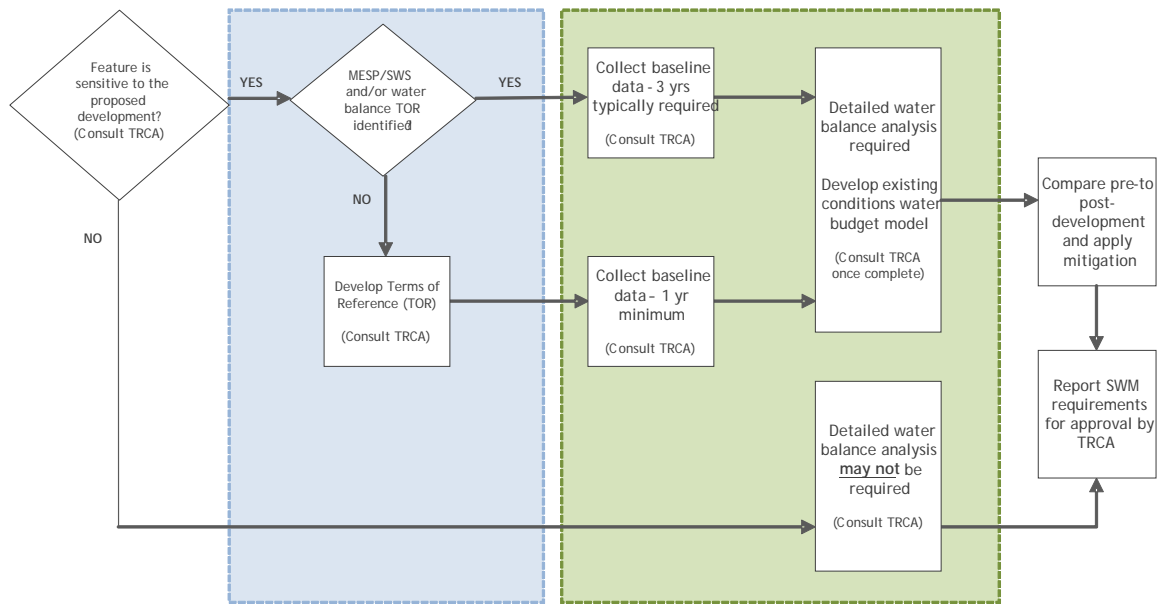 Feature is
sensitive to the
proposed
development?
(Consult TRCA)
YES
MESP/SWS
and/or water
balance TOR
identified?
YES
Collect baseline
data - 3 yrs
typically required
(Consult TRCA)
Detailed water
balance analysis
required
Develop existing
conditions water
budget model
(Consult TRCA
once complete)
Compare pre-to
post-
development
and apply
mitigation
NO
NO
Develop Terms of
Reference (TOR)
(Consult TRCA)
Collect baseline
data – 1 yr
minimum
(Consult TRCA)
Detailed water
balance analysis
may not be
required
(Consult TRCA)
Report SWM
requirements
for approval by
TRCA